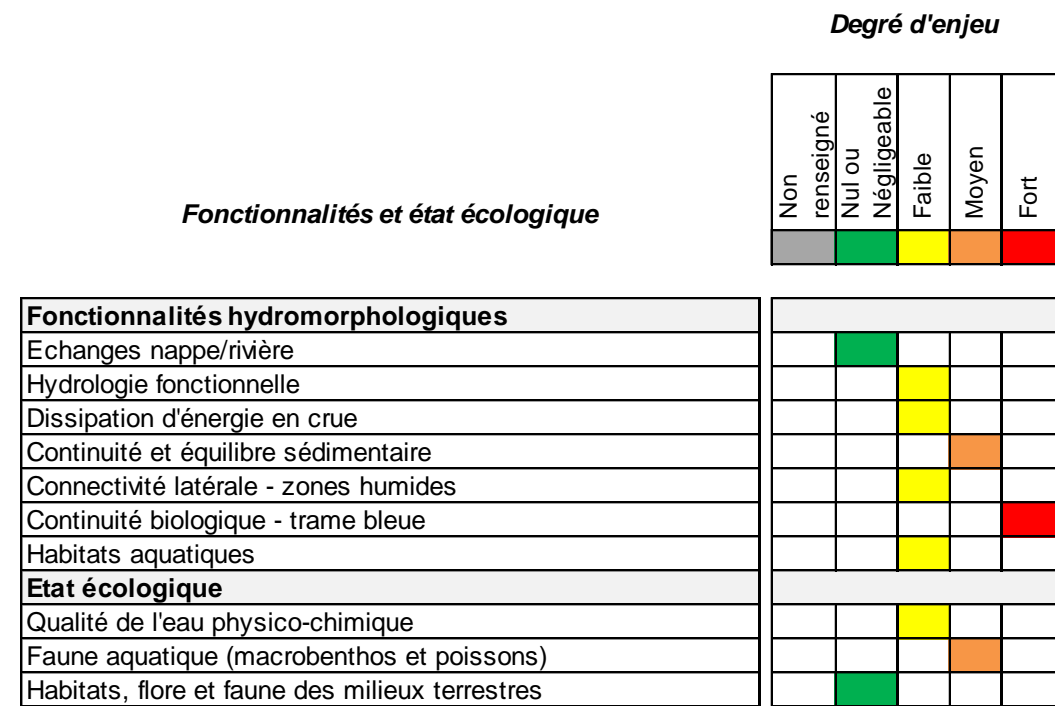 Degré d'enjeu
Non
renseigné
Nul ou
Négligeable
Faible
Moyen
Fort
Fonctionnalités et état écologique
Fonctionnalités hydromorphologiques
Echanges nappe/rivière
Hydrologie fonctionnelle
Dissipation d'énergie en crue
Continuité et équilibre sédimentaire
Connectivité latérale - zones humides
Continuité biologique - trame bleue
Habitats aquatiques
Etat écologique
Qualité de l'eau physico-chimique
Faune aquatique (macrobenthos et poissons)
Habitats, flore et faune des milieux terrestres